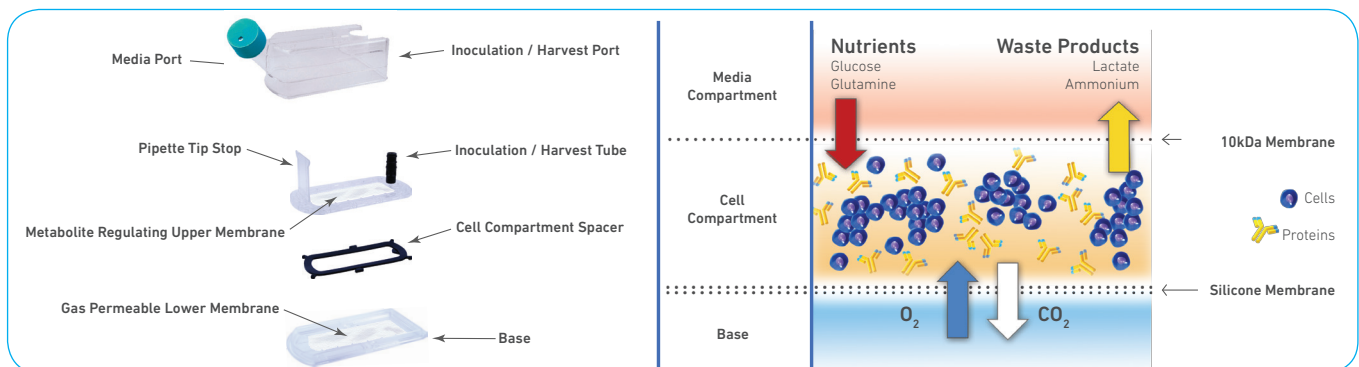 Media Port
Inoculation / Harvest Port
Pipette Tip Stop
Inoculation / Harvest Tube
Metabolite Regulating Upper Membrane
Cell Compartment Spacer
Gas Permeable Lower Membrane
Base
Media
Compartment
Cell
Compartment
Base
Nutrients
Glucose
Glutamine
Waste Products
Lactate
Ammonium
O₂
CO₂
10kDa Membrane
Cells
Proteins
Silicone Membrane